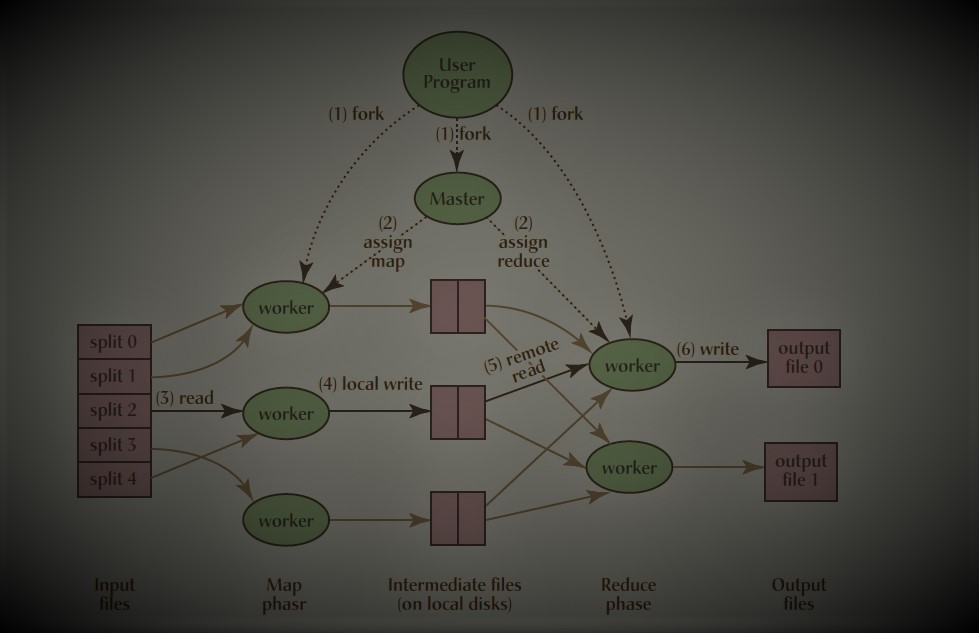 User
Program
(1) fork
(1) fork
(1) fork
Master
(2)
assign
map
(2)
assign
reduce
worker
split 0
split 1
split 2
split 3
split 4
(3) read
worker
(4) local write
worker
(5) remote
read
worker
(6) write
output
file 0
worker
output
file 1
Input
files
Map
phasr
Intermediate files
(on local disks)
Reduce
phase
Output
files